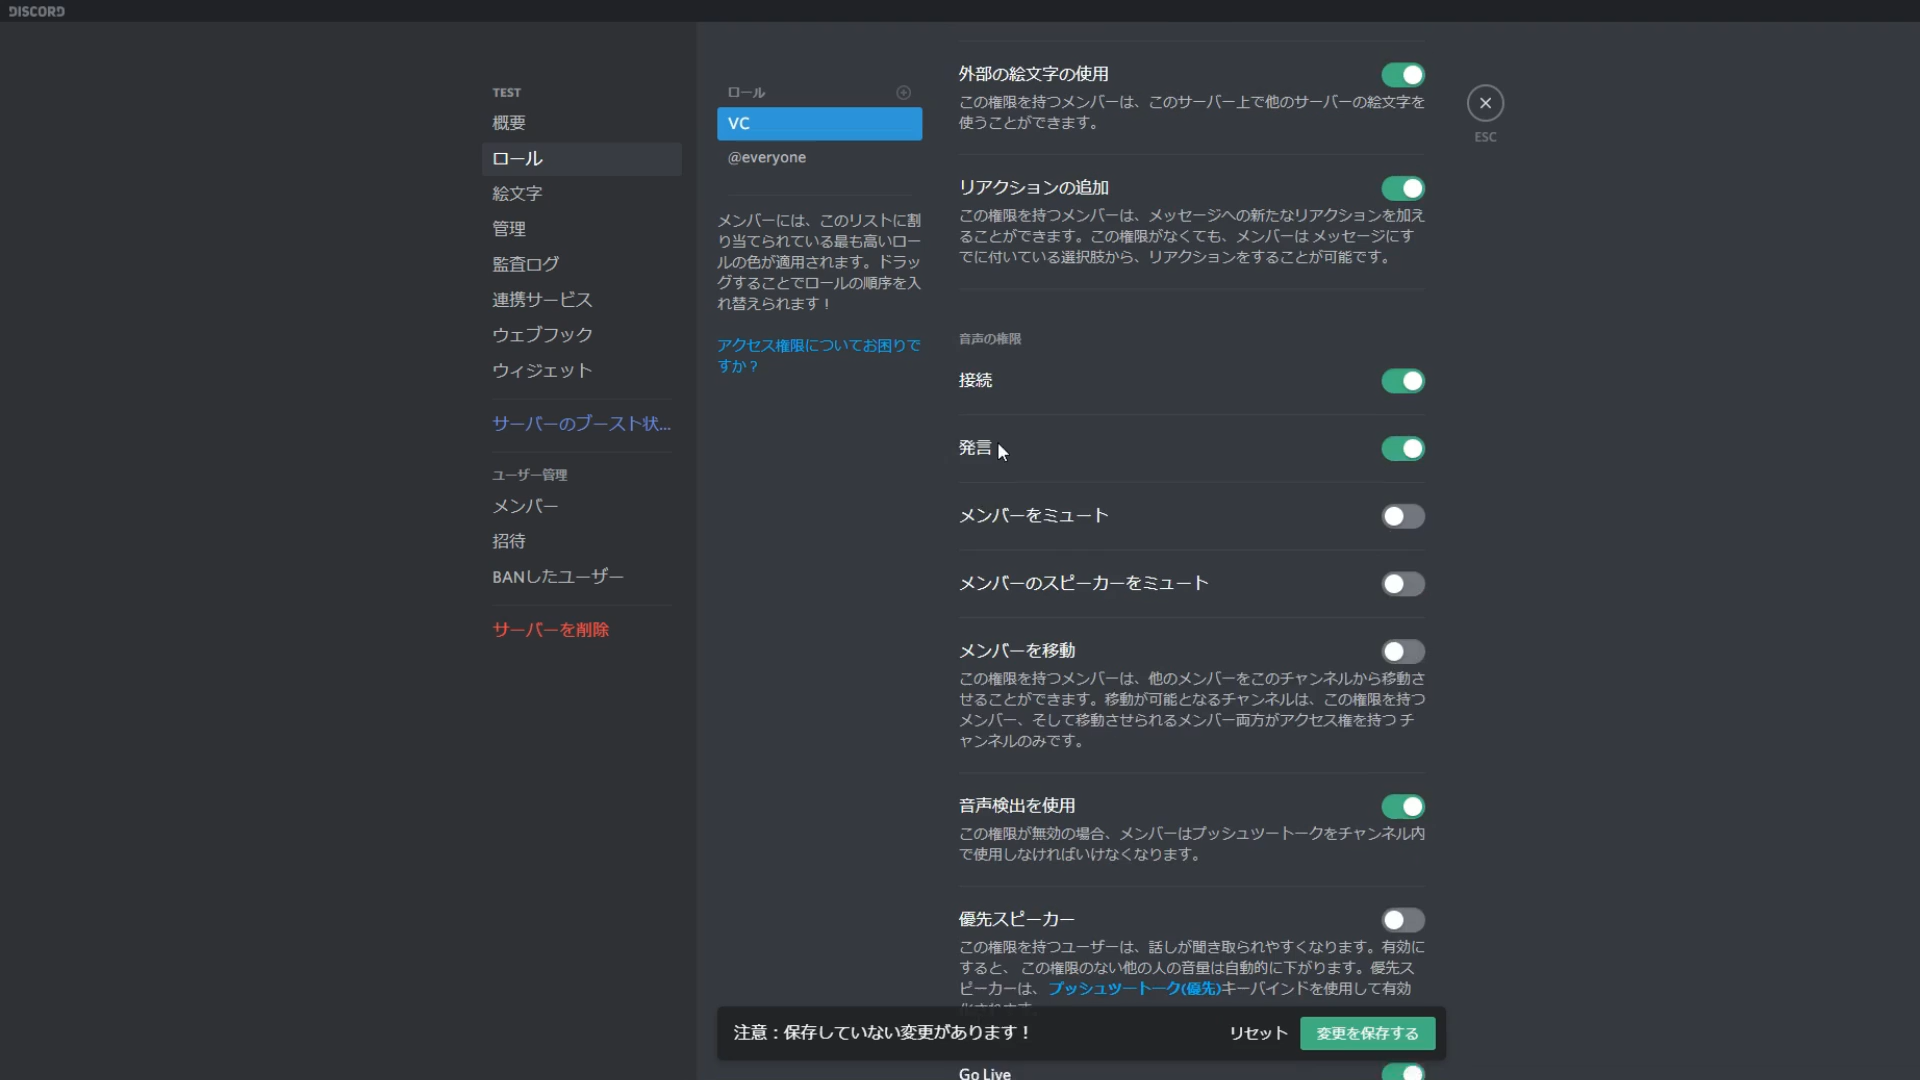 DISCORD
TEST
概要
ロール
絵文字
管理
監査ログ
連携サービス
ウェブフック
ウィジェット
サーバーのブースト状...
ユーザー管理
メンバー
招待
BANしたユーザー
サーバーを削除
ロール
VC
@everyone
メンバーには、このリストに割
り当てられている最も高いロー
ルの色が適用されます。ドラッ
グすることでロールの順序を入
れ替えられます！
アクセス権限についてお困りで
すか？
外部の絵文字の使用
この権限を持つメンバーは、このサーバー上で他のサーバーの絵文字を
使うことができます。
リアクションの追加
この権限を持つメンバーは、メッセージへの新たなリアクションを加え
ることができます。この権限がなくても、メンバーは メッセージにす
でに付いている選択肢から、リアクションをすることが可能です。
音声の権限
接続
発言
メンバーをミュート
メンバーのスピーカーをミュート
メンバーを移動
この権限を持つメンバーは、他のメンバーをこのチャンネルから移動さ
せることができます。移動が可能となるチャンネルは、この権限を持つ
メンバー、そして移動させられるメンバー両方がアクセス権を持つ チ
ャンネルのみです。
音声検出を使用
この権限が無効の場合、メンバーはプッシュツートークをチャンネル内
で使用しなければいけなくなります。
優先スピーカー
この権限を持つユーザーは、話しが聞き取られやすくなります。有効に
すると、 この権限のない他の人の音量は自動的に下がります。優先ス
ピーカーは、 プッシュツートーク(優先)キーバインドを使用して有効
注意：保存していない変更があります！
リセット
変更を保存する
Go Live
ESC